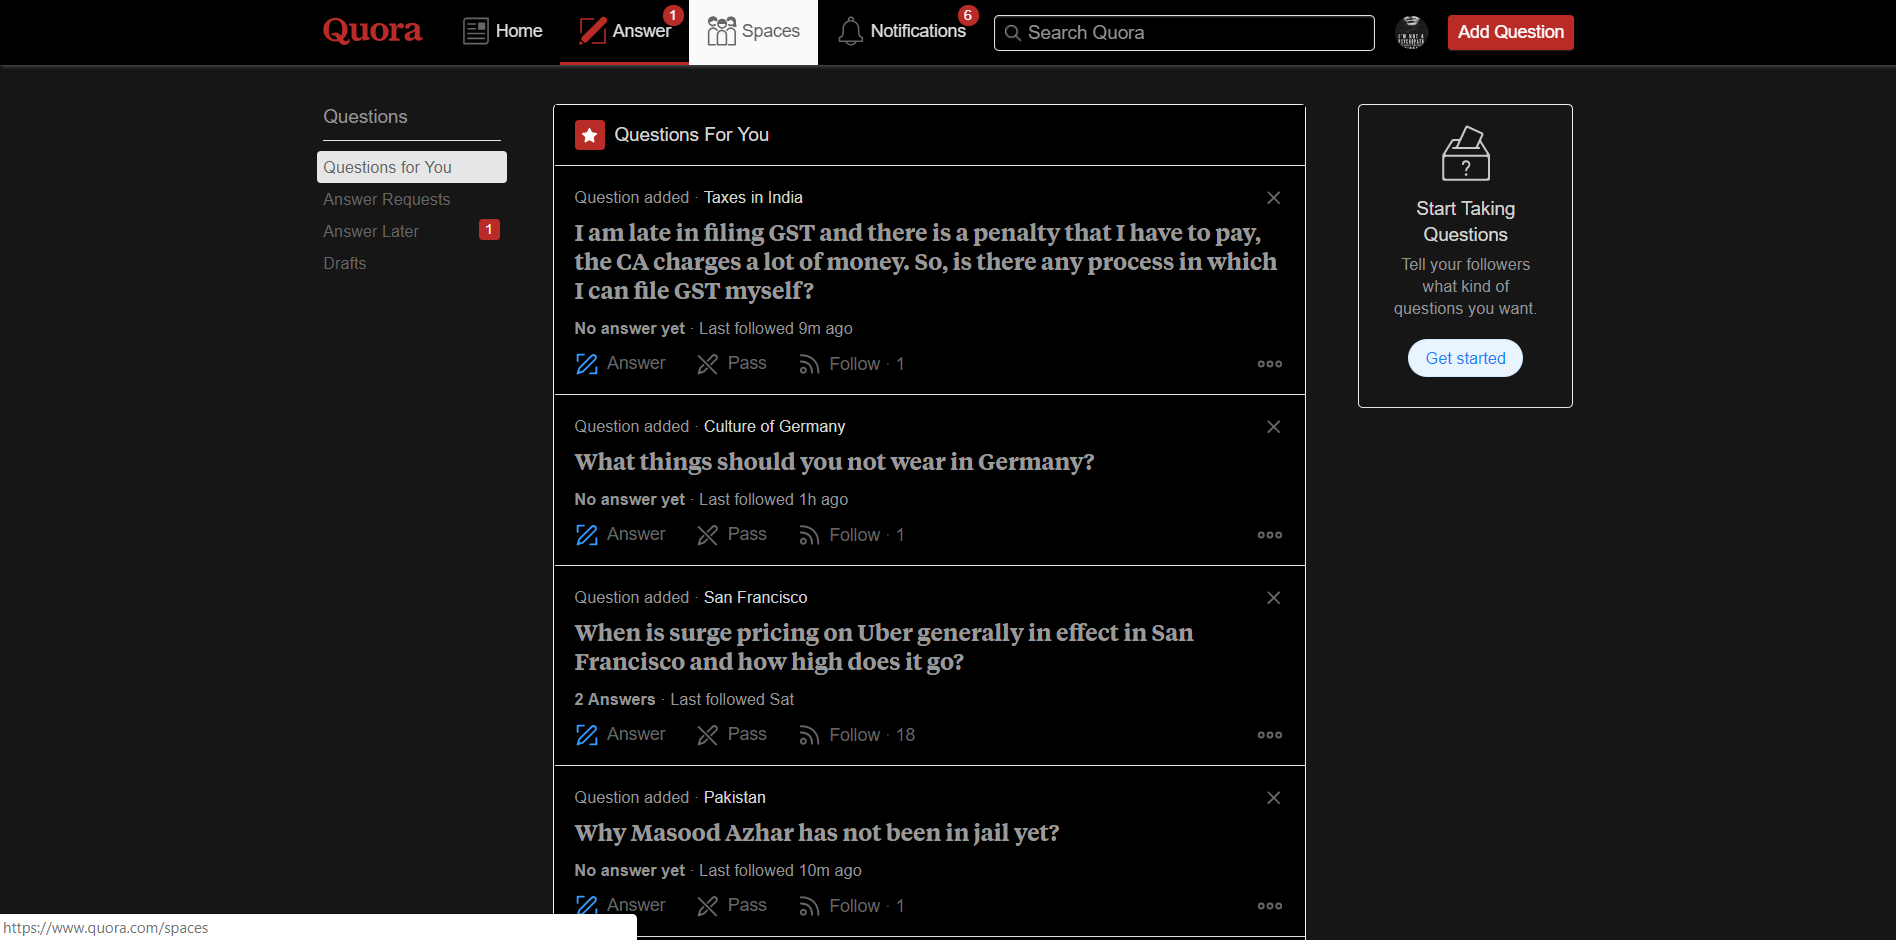 Quora
Home
Answer
1
Spaces
Notifications
6
Search Quora
I'M NOT A
PSYCHOPATH
Add Question
Questions
Questions for You
Answer Requests
Answer Later
1
Drafts
Questions For You
Question added · Taxes in India
I am late in filing GST and there is a penalty that I have to pay,
the CA charges a lot of money. So, is there any process in which
I can file GST myself?
No answer yet · Last followed 9m ago
Answer Pass Follow · 1
Question added · Culture of Germany
What things should you not wear in Germany?
No answer yet · Last followed 1h ago
Answer Pass Follow · 1
Question added · San Francisco
When is surge pricing on Uber generally in effect in San
Francisco and how high does it go?
2 Answers · Last followed Sat
Answer Pass Follow · 18
Question added · Pakistan
Why Masood Azhar has not been in jail yet?
No answer yet · Last followed 10m ago
Answer Pass Follow · 1
?
Start Taking
Questions
Tell your followers
what kind of
questions you want.
Get started
https://www.quora.com/spaces